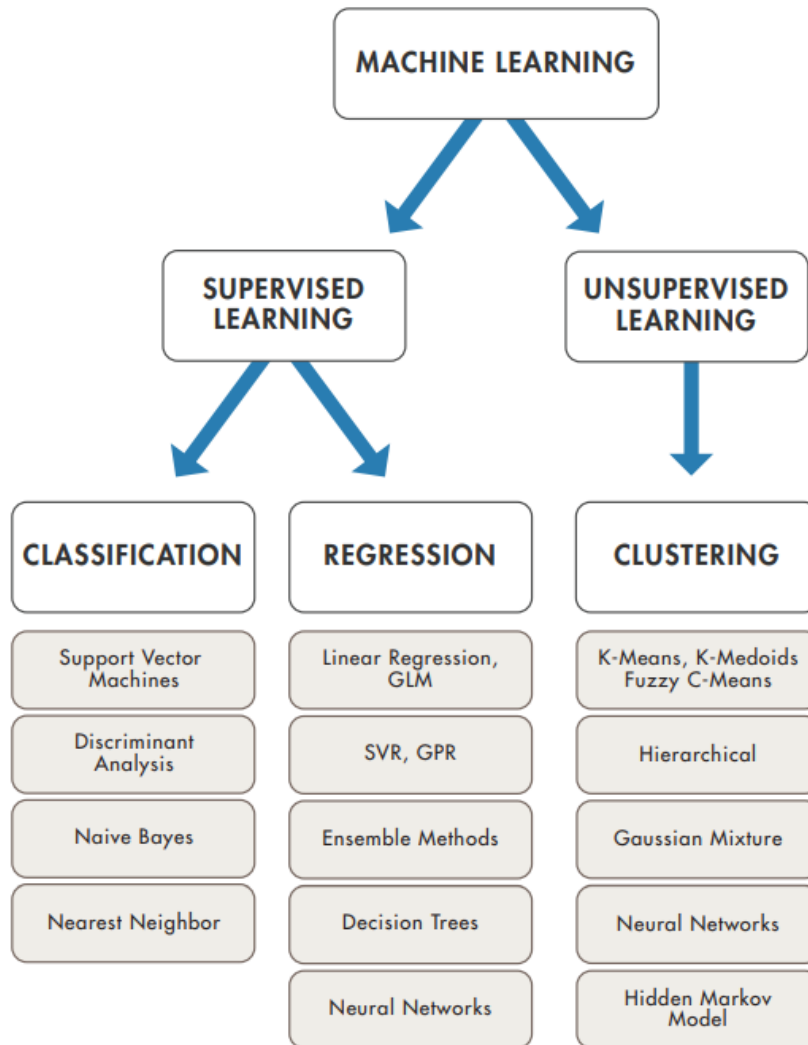 MACHINE LEARNING
SUPERVISED
LEARNING
UNSUPERVISED
LEARNING
CLASSIFICATION
REGRESSION
CLUSTERING
Support Vector
Machines
Linear Regression,
GLM
K-Means, K-Medoids
Fuzzy C-Means
Discriminant
Analysis
SVR, GPR
Hierarchical
Naive Bayes
Ensemble Methods
Gaussian Mixture
Nearest Neighbor
Decision Trees
Neural Networks
Neural Networks
Hidden Markov
Model